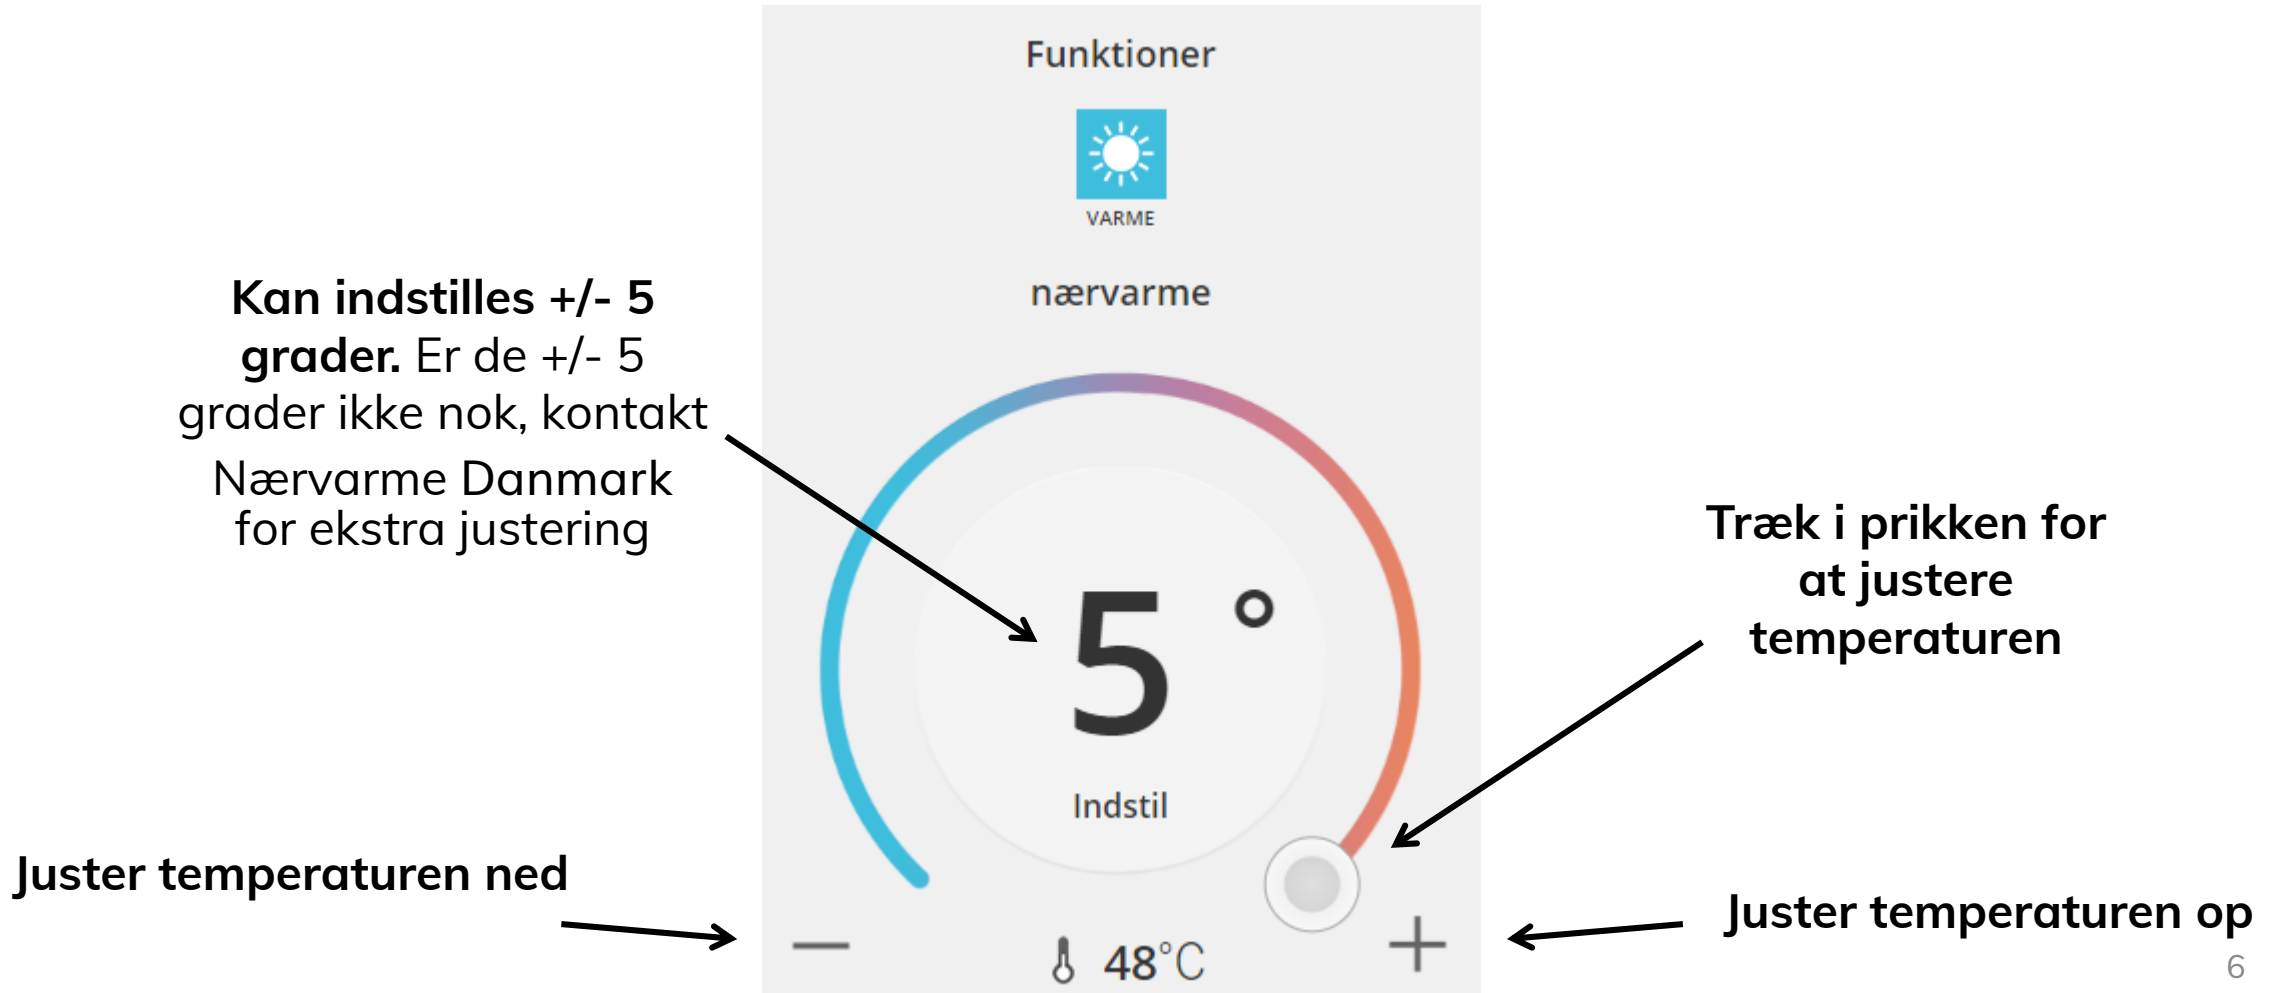 Funktioner
VARME
nærvarme
Kan indstilles +/- 5
grader. Er de +/- 5
grader ikke nok, kontakt
Nærvarme Danmark
for ekstra justering
5 °
Indstil
Træk i prikken for
at justere
temperaturen
Juster temperaturen ned
Juster temperaturen op
48°C
6